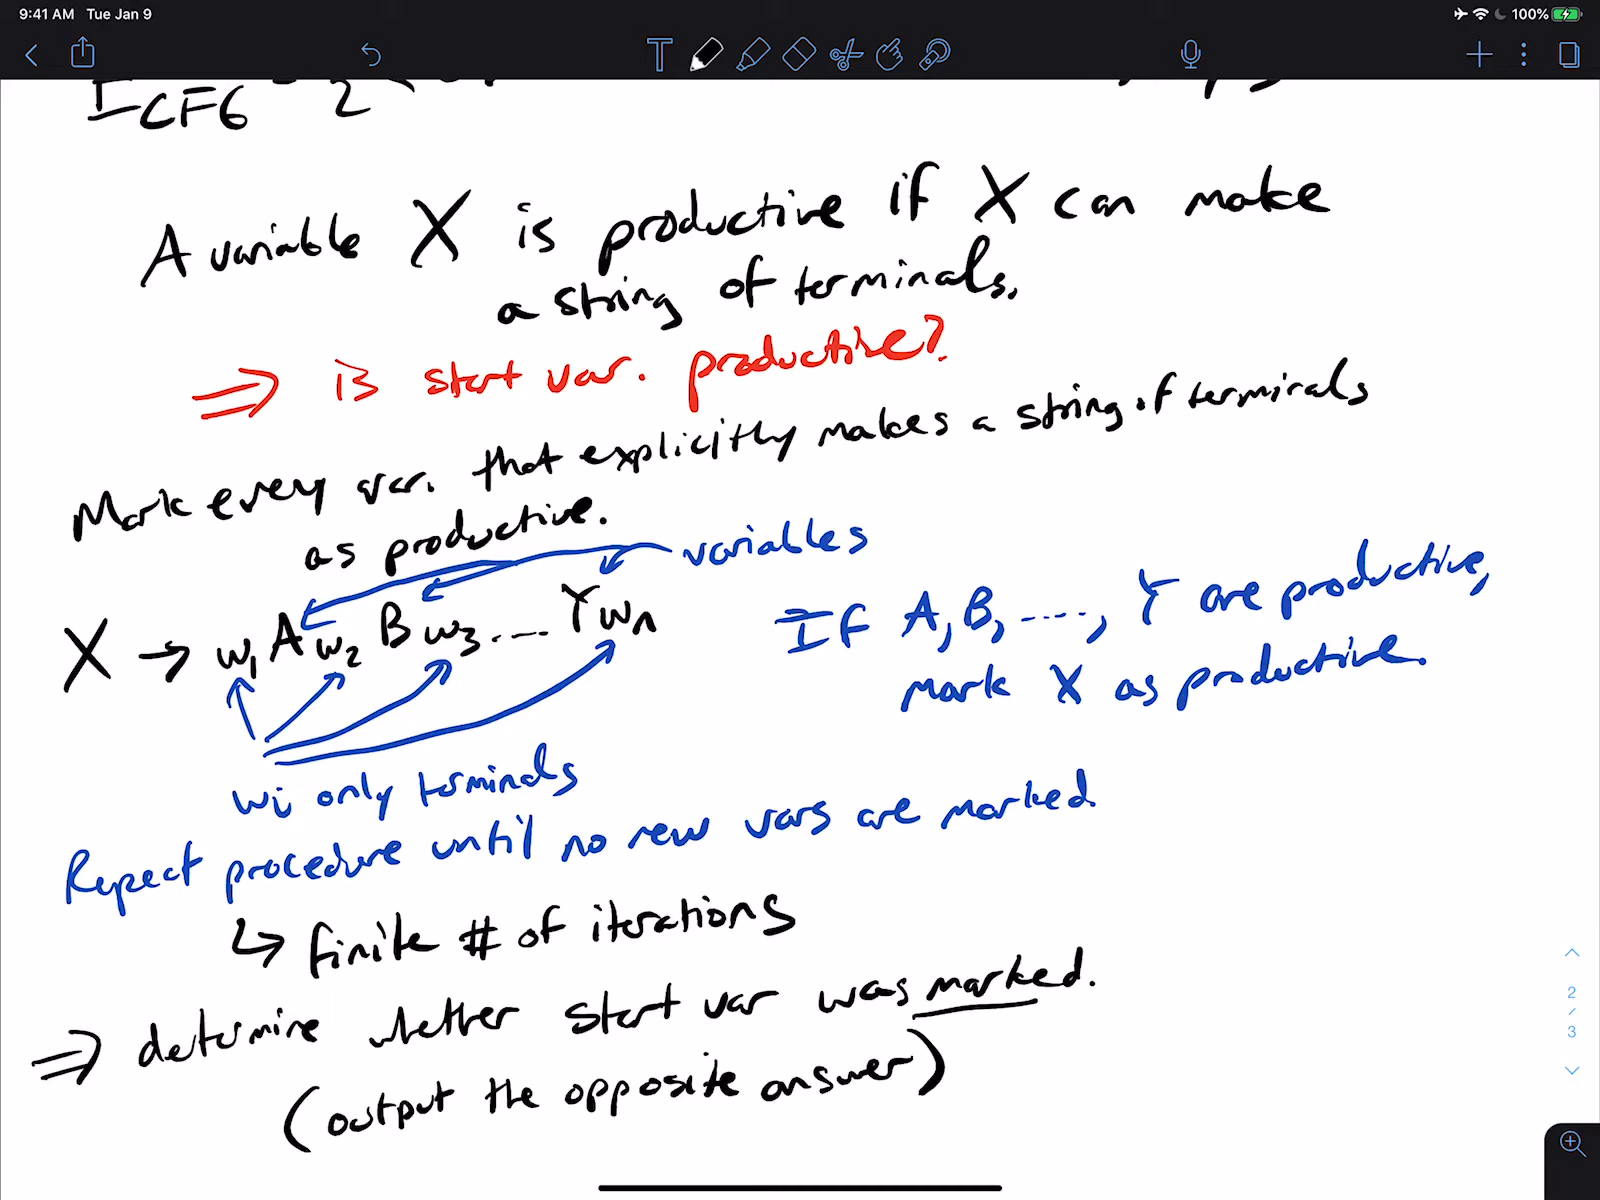 9:41 AM Tue Jan 9
100%
CFG
2
A variable X is productive if X can make
a string of terminals.
⇒ is start var. productive?
Mark every var. that explicitly makes a string of terminals
as productive.
variables
X → w₁ A w₂ B w₃ .... Y wₙ
If A, B, ...., Y are productive,
mark X as productive.
wi only terminals
Repeat procedure until no new vars are marked
↳ finite # of iterations
⇒ determine whether start var was marked.
(output the opposite answer)
2
3